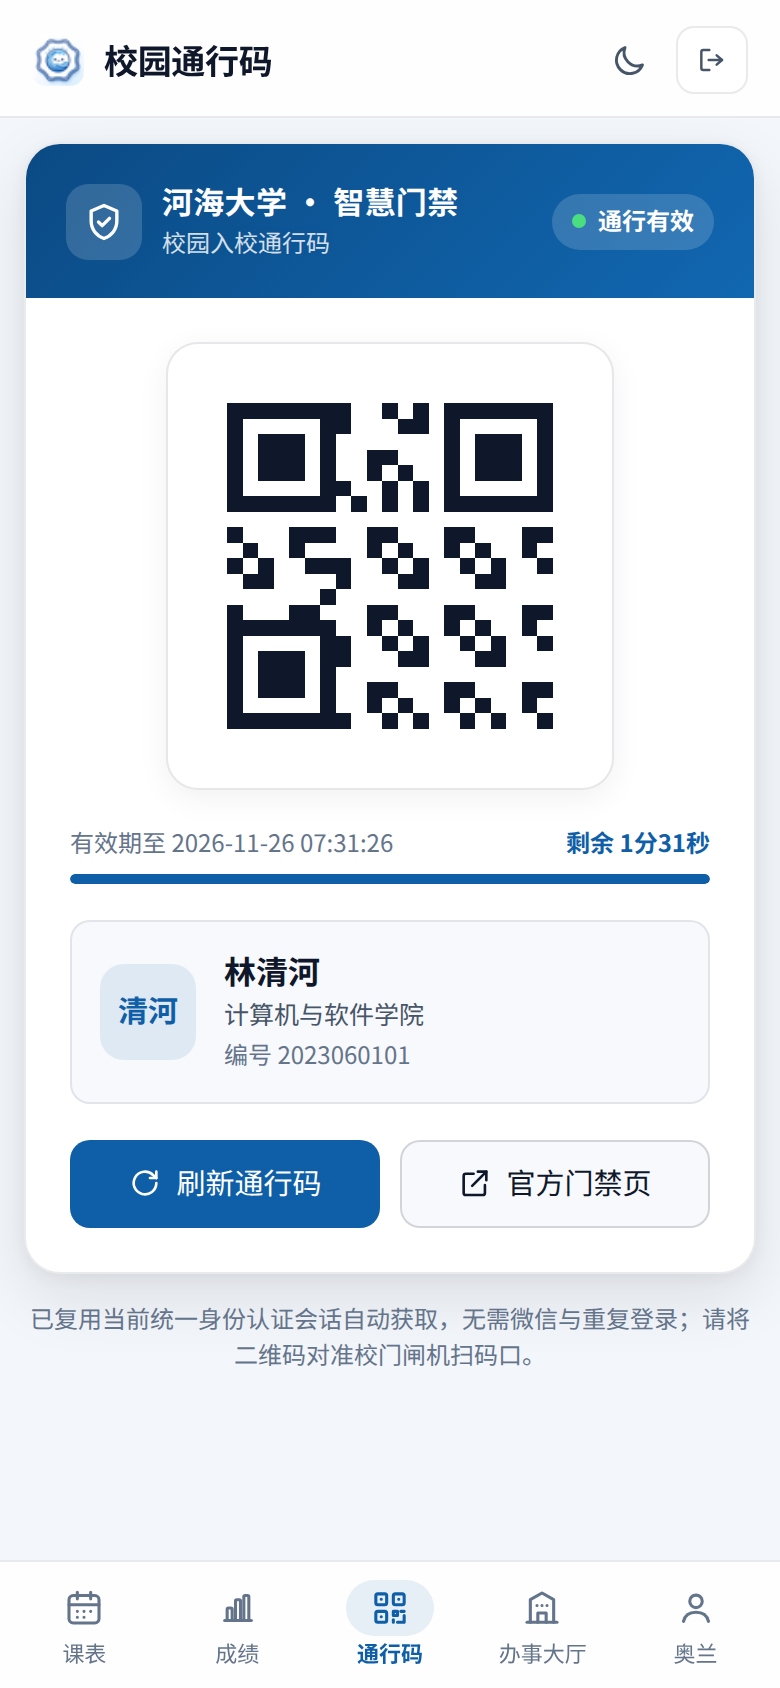 校园通行码
河海大学 · 智慧门禁
校园入校通行码
通行有效
有效期至 2026-11-26 07:31:26
剩余 1分31秒
清河
林清河
计算机与软件学院
编号 2023060101
刷新通行码
官方门禁页
已复用当前统一身份认证会话自动获取，无需微信与重复登录；请将
二维码对准校门闸机扫码口。
课表
成绩
通行码
办事大厅
奥兰